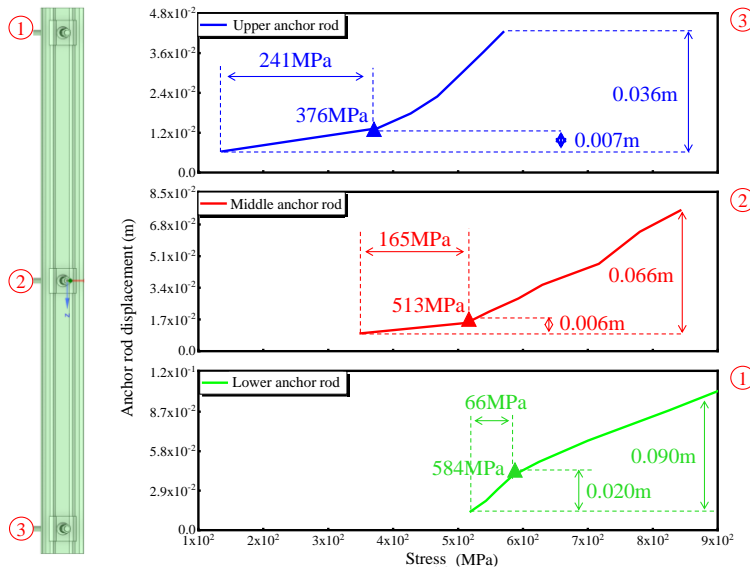 ①
②
z
③
Anchor rod displacement (m)
4.8x10⁻²
3.6x10⁻²
2.4x10⁻²
1.2x10⁻²
0.0
Upper anchor rod
241MPa
376MPa
0.036m
0.007m
③
8.5x10⁻²
6.8x10⁻²
5.1x10⁻²
3.4x10⁻²
1.7x10⁻²
0.0
Middle anchor rod
165MPa
513MPa
0.066m
0.006m
②
1.2x10⁻¹
8.7x10⁻²
5.8x10⁻²
2.9x10⁻²
0.0
Lower anchor rod
66MPa
584MPa
0.090m
0.020m
①
1x10² 2x10² 3x10² 4x10² 5x10² 6x10² 7x10² 8x10² 9x10²
Stress (MPa)